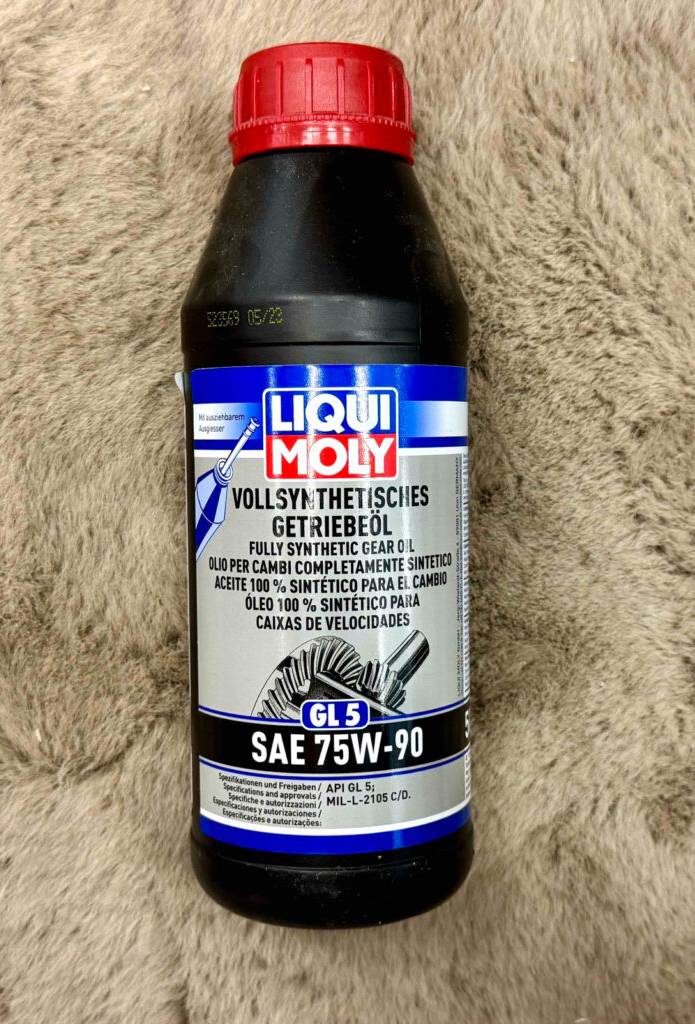 523569 05/23
Mit ausziehbarem
Ausgiesser
LIQUI
MOLY
VOLLSYNTHETISCHES
GETRIEBEÖL
FULLY SYNTHETIC GEAR OIL
OLIO PER CAMBI COMPLETAMENTE SINTETICO
ACEITE 100 % SINTÉTICO PARA EL CAMBIO
ÓLEO 100 % SINTÉTICO PARA
CAIXAS DE VELOCIDADES
GL 5
SAE 75W-90
Spezifikationen und Freigaben /
Specifications and approvals /
Specifiche e autorizzazioni /
Especificaciones y autorizaciones /
Especificações e autorizações:
API GL 5;
MIL-L-2105 C/D.